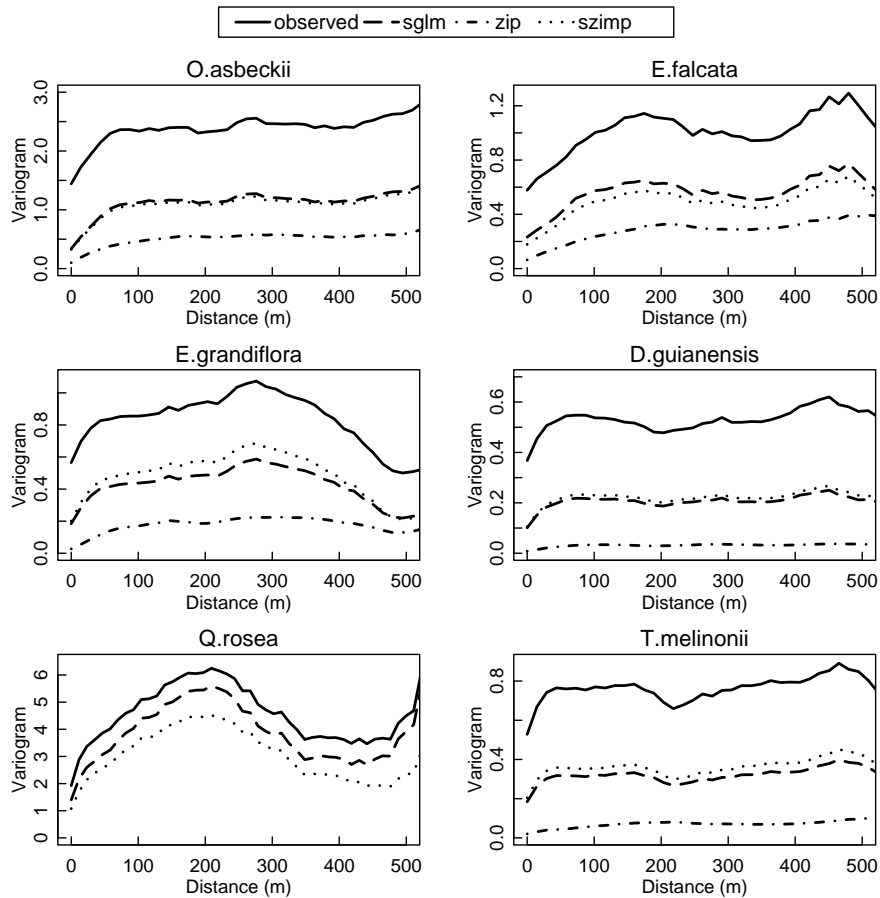 observed sglm zip szimp
O.asbeckii
Variogram
0.0 1.0 2.0 3.0
0 100 200 300 400 500
Distance (m)
E.falcata
Variogram
0.0 0.4 0.8 1.2
0 100 200 300 400 500
Distance (m)
E.grandiflora
Variogram
0.0 0.4 0.8
0 100 200 300 400 500
Distance (m)
D.guianensis
Variogram
0.0 0.2 0.4 0.6
0 100 200 300 400 500
Distance (m)
Q.rosea
Variogram
0 1 2 3 4 5 6
0 100 200 300 400 500
Distance (m)
T.melinonii
Variogram
0.0 0.4 0.8
0 100 200 300 400 500
Distance (m)